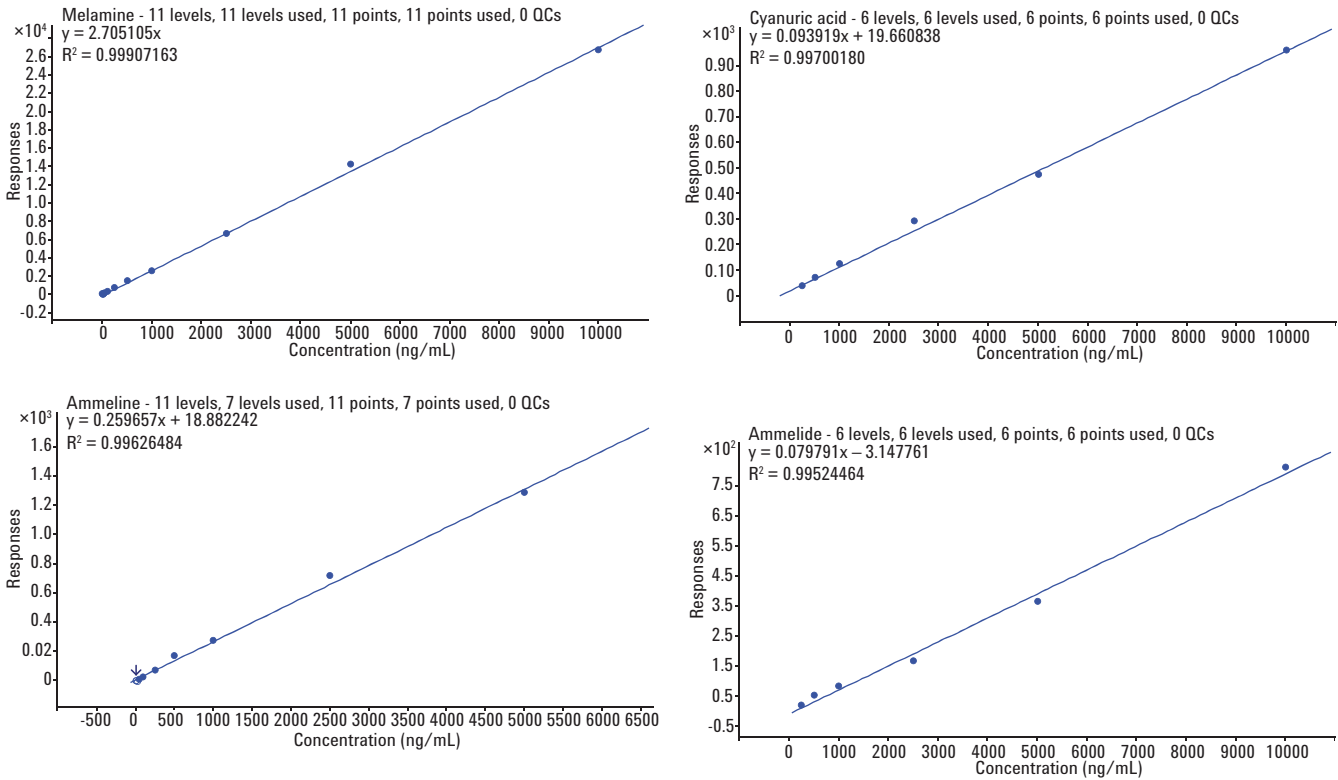 Melamine - 11 levels, 11 levels used, 11 points, 11 points used, 0 QCs
×10⁴
y = 2.705105x
R² = 0.99907163
Responses
2.6
2.4
2.2
2.0
1.8
1.6
1.4
1.2
1.0
0.8
0.6
0.4
0.2
0
-0.2
0 1000 2000 3000 4000 5000 6000 7000 8000 9000 10000
Concentration (ng/mL)
Cyanuric acid - 6 levels, 6 levels used, 6 points, 6 points used, 0 QCs
×10³
y = 0.093919x + 19.660838
R² = 0.99700180
Responses
0.90
0.80
0.70
0.60
0.50
0.40
0.30
0.20
0.10
0
0 1000 2000 3000 4000 5000 6000 7000 8000 9000 10000
Concentration (ng/mL)
Ammeline - 11 levels, 7 levels used, 11 points, 7 points used, 0 QCs
×10³
y = 0.259657x + 18.882242
R² = 0.99626484
Responses
1.6
1.4
1.2
1.0
0.8
0.6
0.4
0.02
0
-500 0 500 1000 1500 2000 2500 3000 3500 4000 4500 5000 5500 6000 6500
Concentration (ng/mL)
Ammelide - 6 levels, 6 levels used, 6 points, 6 points used, 0 QCs
×10²
y = 0.079791x – 3.147761
R² = 0.99524464
Responses
7.5
6.5
5.5
4.5
3.5
2.5
1.5
0.5
-0.5
0 1000 2000 3000 4000 5000 6000 7000 8000 9000 10000
Concentration (ng/mL)